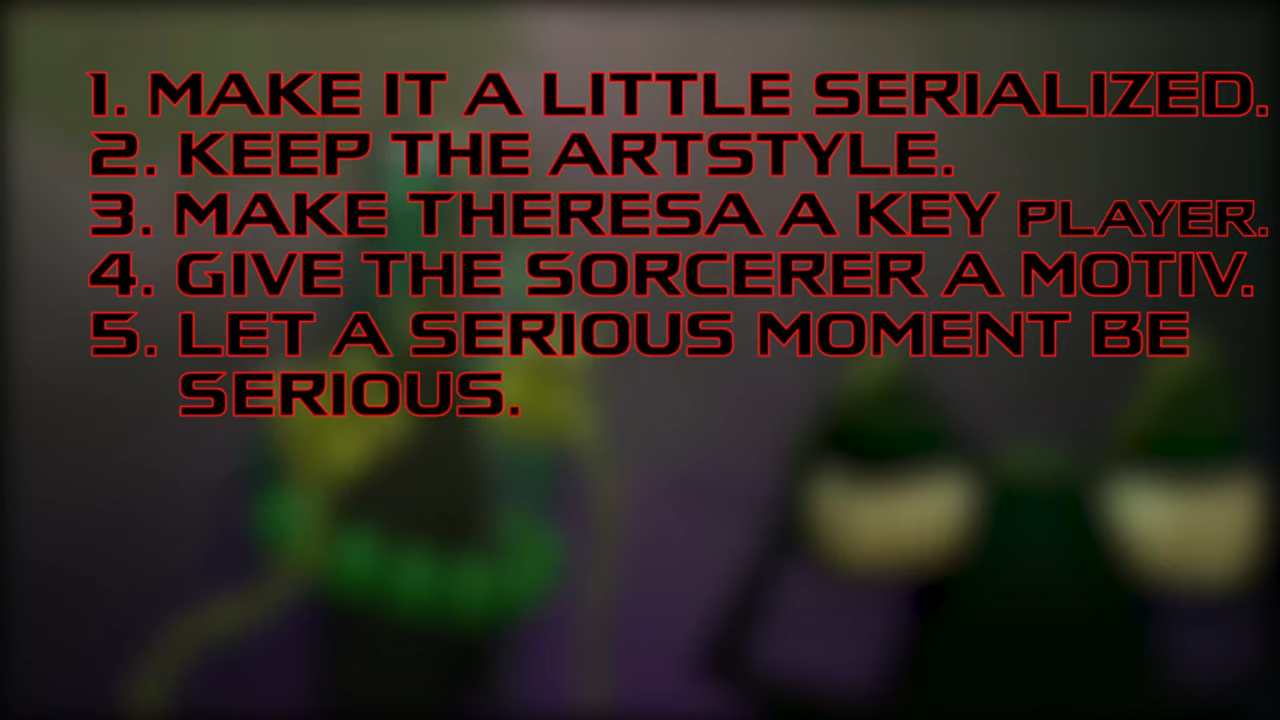 1. MAKE IT A LITTLE SERIALIZED.
2. KEEP THE ARTSTYLE.
3. MAKE THERESA A KEY PLAYER.
4. GIVE THE SORCERER A MOTIV.
5. LET A SERIOUS MOMENT BE
SERIOUS.